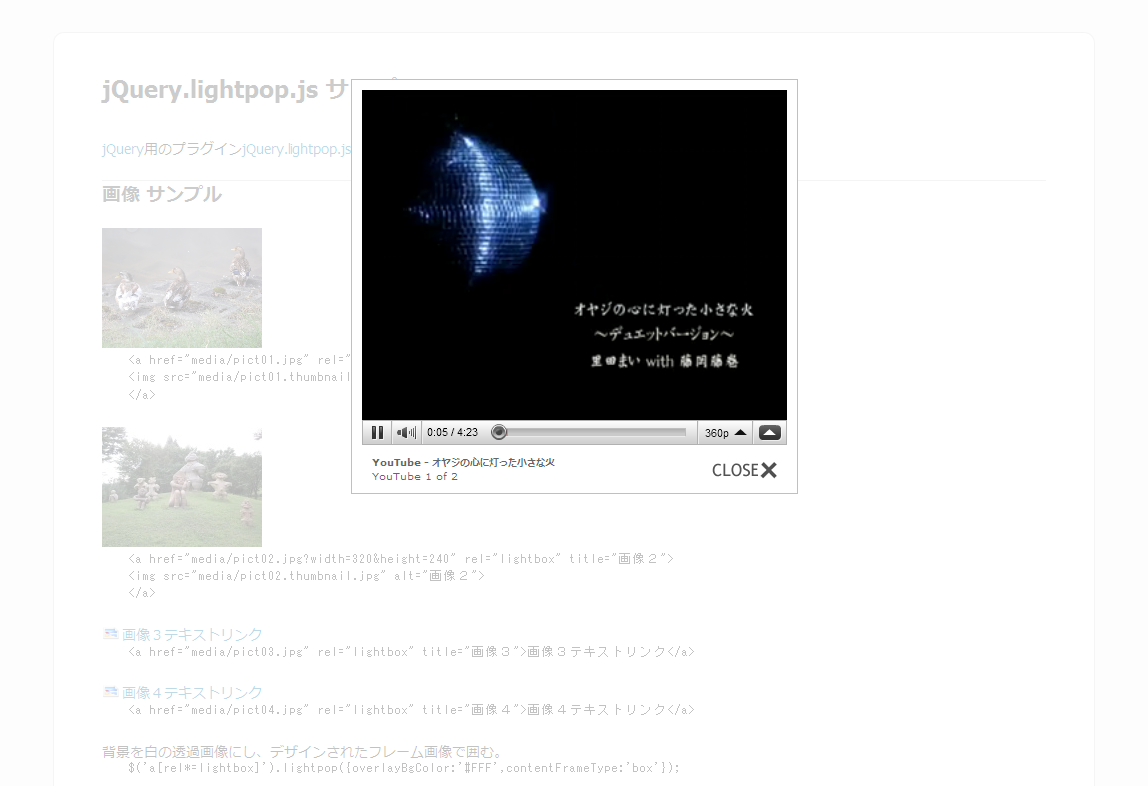 jQuery.lightpop.js サ
jQuery用のプラグインjQuery.lightpop.js
画像 サンプル
<a href="media/pict01.jpg" rel="
<img src="media/pict01.thumbnail
</a>
オヤジの心に灯った小さな火
～デュエットバージョン～
里田まい with 藤岡藤巻
0:05 / 4:23
360p
YouTube - オヤジの心に灯った小さな火
YouTube 1 of 2
CLOSE
<a href="media/pict02.jpg?width=320&height=240" rel="lightbox" title="画像２">
<img src="media/pict02.thumbnail.jpg" alt="画像２">
</a>
画像３テキストリンク
<a href="media/pict03.jpg" rel="lightbox" title="画像３">画像３テキストリンク</a>
画像４テキストリンク
<a href="media/pict04.jpg" rel="lightbox" title="画像４">画像４テキストリンク</a>
背景を白の透過画像にし、デザインされたフレーム画像で囲む。
$('a[rel*=lightbox]').lightpop({overlayBgColor:'#FFF',contentFrameType:'box'});